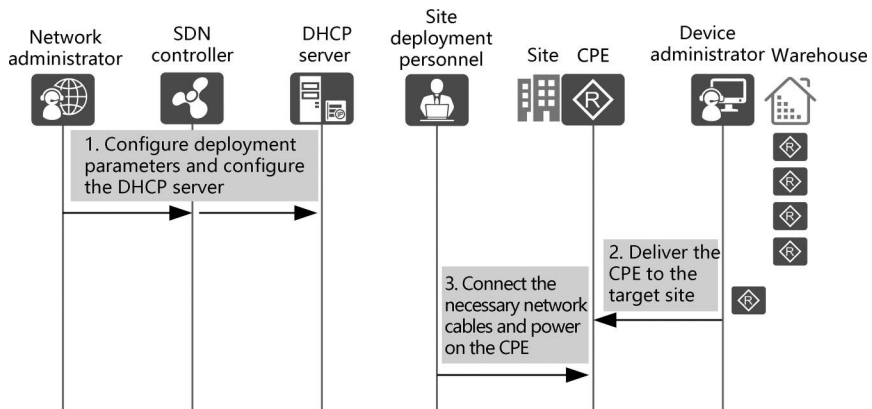 Network
administrator
SDN
controller
DHCP
server
Site
deployment
personnel
Site
CPE
Device
administrator
Warehouse
1. Configure deployment
parameters and configure
the DHCP server
2. Deliver the
CPE to the
target site
3. Connect the
necessary network
cables and power
on the CPE
R
R
R
R
R
R